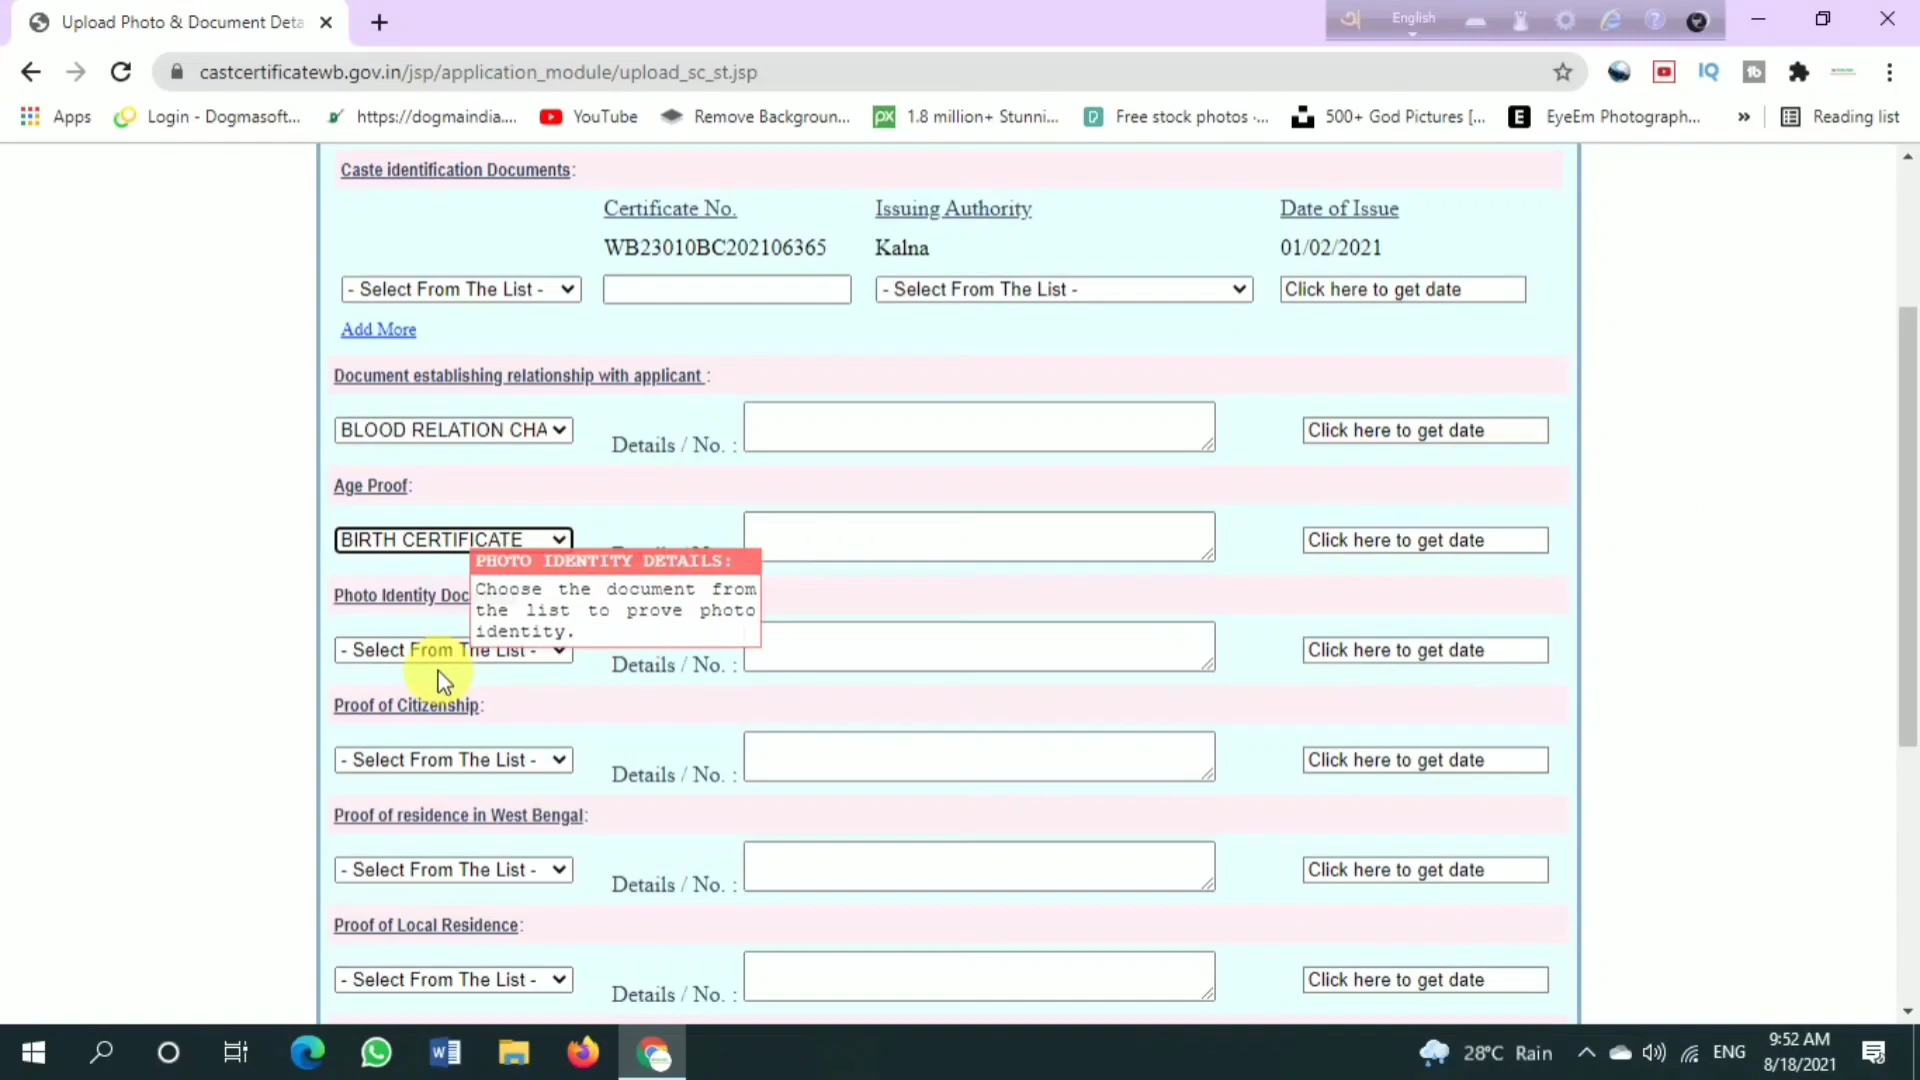 Upload Photo & Document Deta
English
castcertificatewb.gov.in/jsp/application_module/upload_sc_st.jsp
Apps
Login - Dogmasoft...
https://dogmaindia....
YouTube
Remove Backgroun...
1.8 million+ Stunni...
Free stock photos ·...
500+ God Pictures [...
EyeEm Photograph...
»
Reading list
Caste identification Documents:
Certificate No. Issuing Authority Date of Issue
WB23010BC202106365 Kalna 01/02/2021
- Select From The List - - Select From The List - Click here to get date
Add More
Document establishing relationship with applicant :
BLOOD RELATION CHA Details / No. : Click here to get date
Age Proof:
BIRTH CERTIFICATE Click here to get date
PHOTO IDENTITY DETAILS:
Choose the document from
the list to prove photo
identity.
Photo Identity Doc
- Select From The List - Details / No. : Click here to get date
Proof of Citizenship:
- Select From The List - Details / No. : Click here to get date
Proof of residence in West Bengal:
- Select From The List - Details / No. : Click here to get date
Proof of Local Residence:
- Select From The List - Details / No. : Click here to get date
28°C Rain
ENG
9:52 AM
8/18/2021